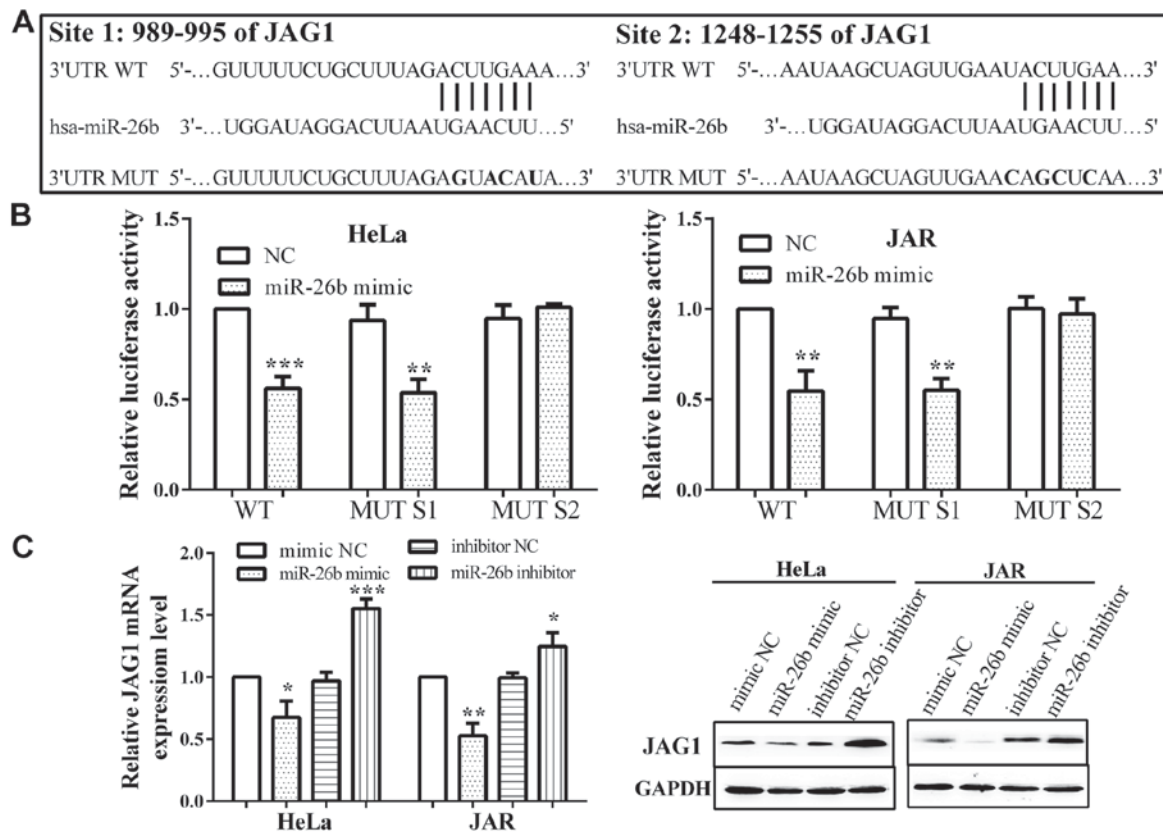 A
Site 1: 989-995 of JAG1
3'UTR WT 5'-...GUUUUUCUGCUUUAGACUUGAAA...3'
hsa-miR-26b 3'-...UGGAUAGGACUUAAUGAACUU...5'
3'UTR MUT 5'-...GUUUUUCUGCUUUAGAGUACAUA...3'
Site 2: 1248-1255 of JAG1
3'UTR WT 5'-...AAUAAGCUAGUUGAAUACUUGAA...3'
hsa-miR-26b 3'-...UGGAUAGGACUUAAUGAACUU...5'
3'UTR MUT 5'-...AAUAAGCUAGUUGAACAGCUCAA...3'
B
Relative luciferase activity
1.5
1.0
0.5
0.0
HeLa
NC
miR-26b mimic
***
**
WT MUT S1 MUT S2
Relative luciferase activity
1.5
1.0
0.5
0.0
JAR
NC
miR-26b mimic
**
**
WT MUT S1 MUT S2
C
Relative JAG1 mRNA
expression level
2.0
1.5
1.0
0.5
0.0
mimic NC
miR-26b mimic
inhibitor NC
miR-26b inhibitor
*
***
**
*
HeLa JAR
HeLa JAR
mimic NC
miR-26b mimic
inhibitor NC
miR-26b inhibitor
mimic NC
miR-26b mimic
inhibitor NC
miR-26b inhibitor
JAG1
GAPDH